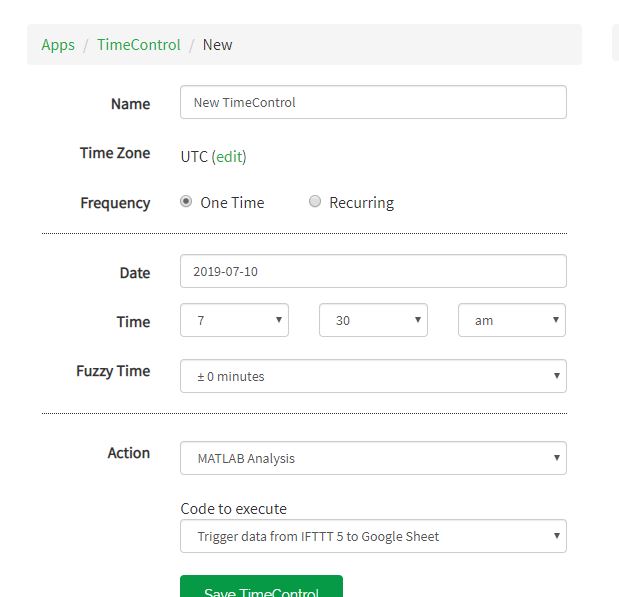 Apps / TimeControl / New
Name New TimeControl
Time Zone UTC (edit)
Frequency One Time Recurring
Date 2019-07-10
Time 7 30 am
Fuzzy Time ± 0 minutes
Action MATLAB Analysis
Code to execute
Trigger data from IFTTT 5 to Google Sheet
Save TimeControl